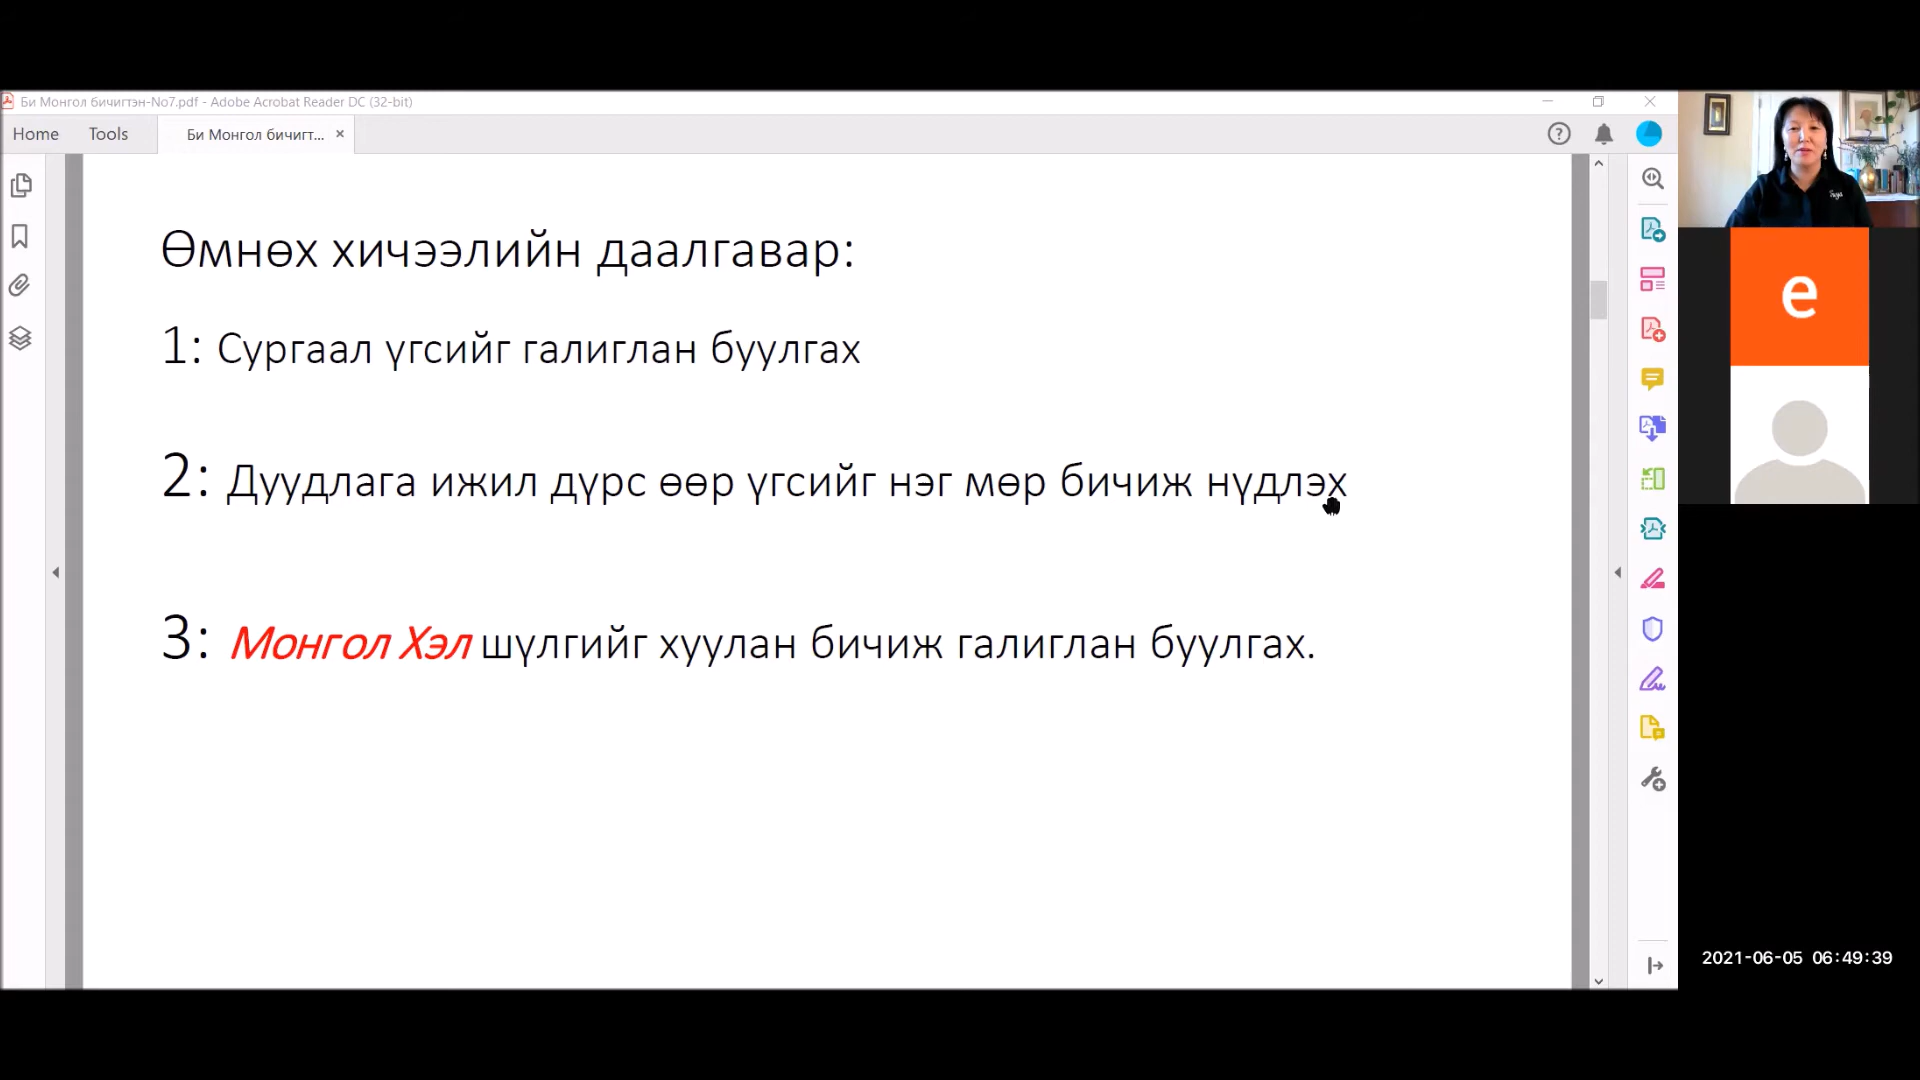 Би Монгол бичигтэн-No7.pdf - Adobe Acrobat Reader DC (32-bit)
Home Tools Би Монгол бичигт... ×
Өмнөх хичээлийн даалгавар:
1: Сургаал үгсийг галиглан буулгах
2: Дуудлага ижил дүрс өөр үгсийг нэг мөр бичиж нүдлэх
3: Монгол Хэл шүлгийг хуулан бичиж галиглан буулгах.
e
2021-06-05 06:49:39